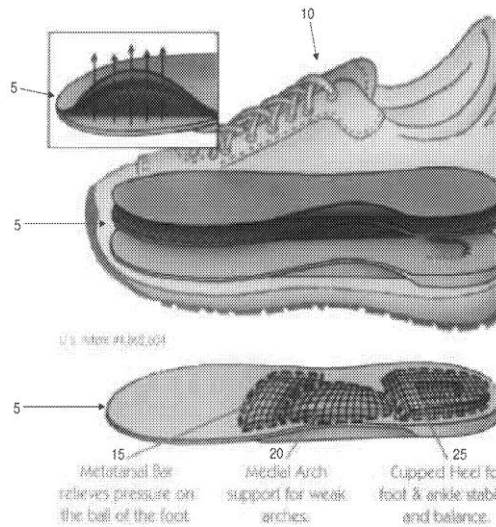 10
5
5
U.S.
5
15
20
25
Metatarsal Bar
relieves pressure on
the ball of the foot.
Medial Arch
support for weak
arches.
Cupped Heel fo
foot & ankle stab
and balance.